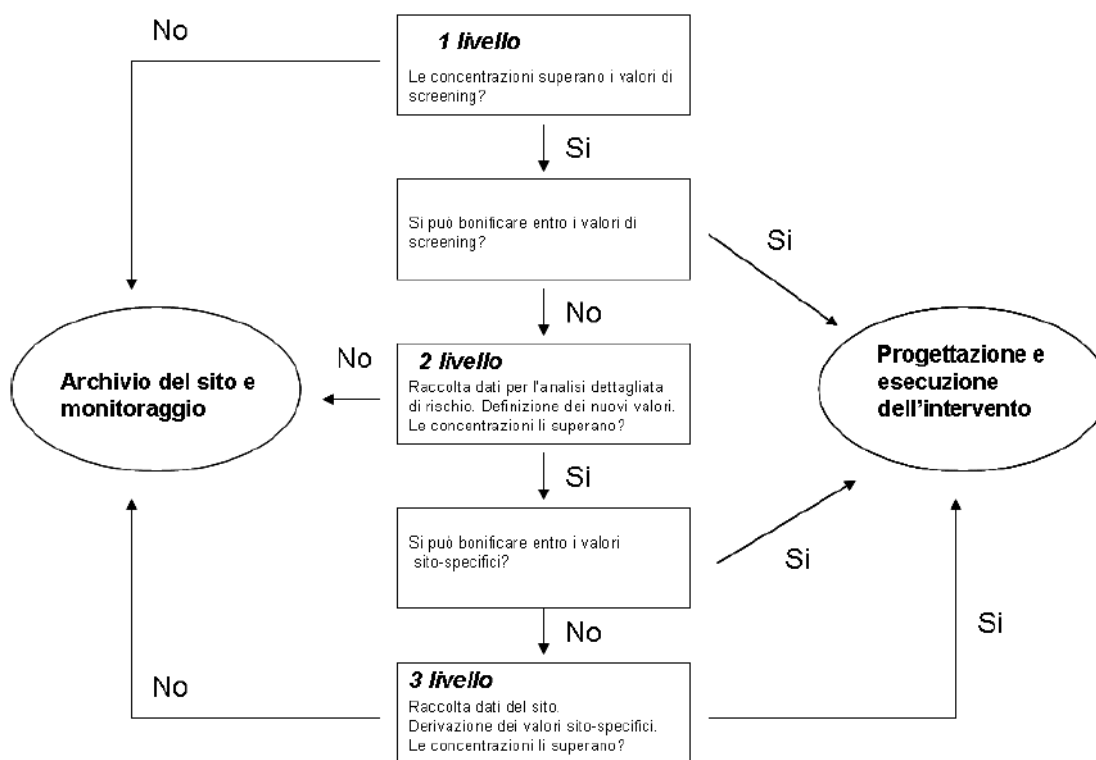 No
1 livello
Le concentrazioni superano i valori di
screening?
Si
Si può bonificare entro i valori di
screening?
Si
No
No
2 livello
Raccolta dati per l'analisi dettagliata
di rischio. Definizione dei nuovi valori.
Le concentrazioni li superano?
Archivio del sito e
monitoraggio
Progettazione e
esecuzione
dell'intervento
Si
Si può bonificare entro i valori
sito-specifici?
Si
No
3 livello
Raccolta dati del sito.
Derivazione dei valori sito-specifici.
Le concentrazioni li superano?
No
Si